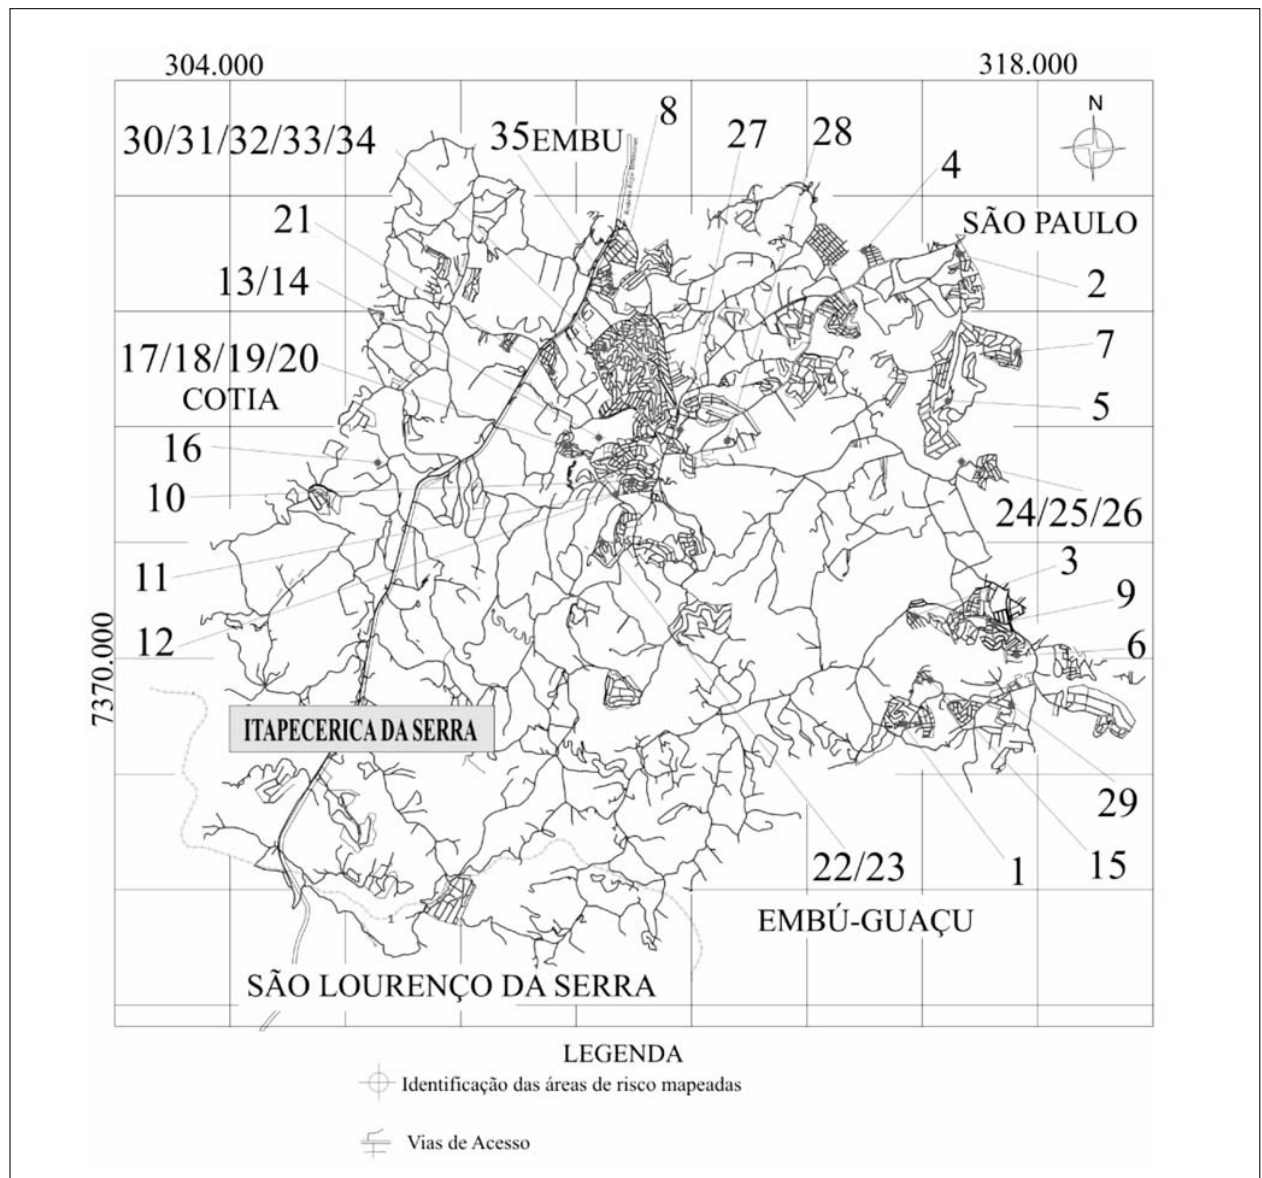 304.000
318.000
N
30/31/32/33/34
35
EMBU
8
27
28
4
21
SÃO PAULO
13/14
2
17/18/19/20
7
COTIA
5
16
10
24/25/26
11
3
9
12
6
7370.000
ITAPECERICA DA SERRA
29
22/23
1
15
1
EMBÚ-GUAÇU
SÃO LOURENÇO DA SERRA
LEGENDA
Identificação das áreas de risco mapeadas
Vias de Acesso